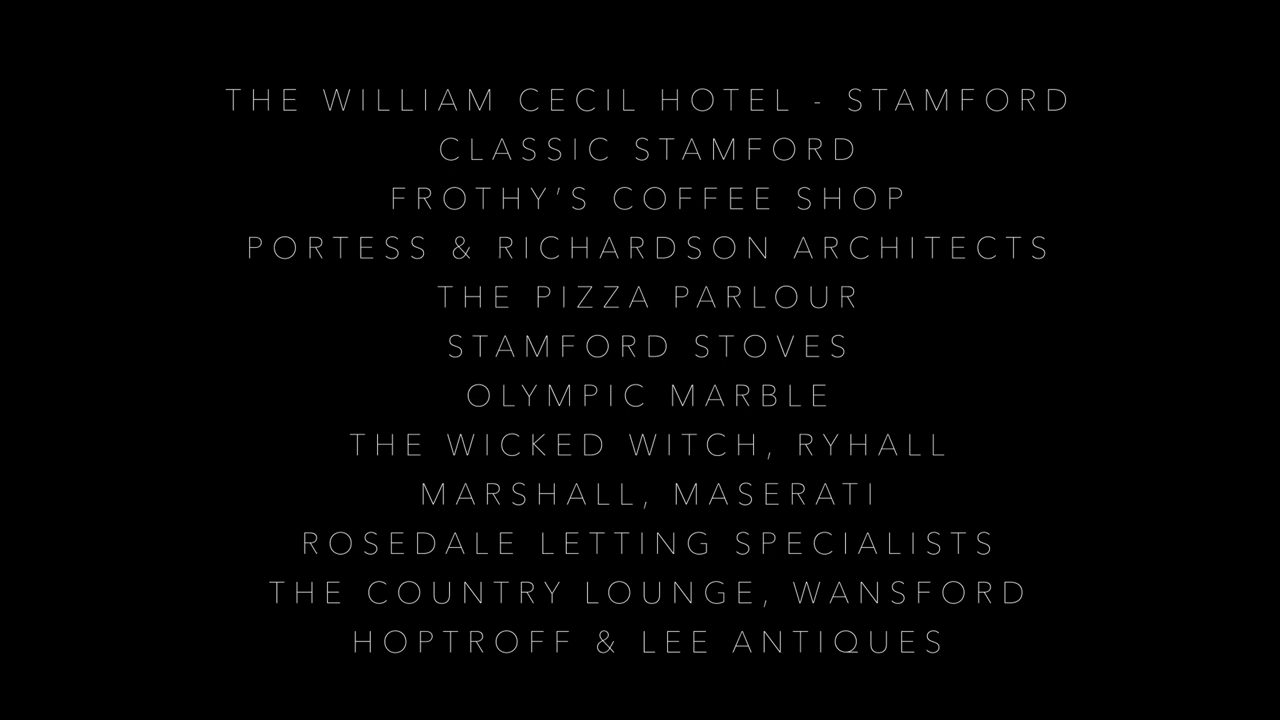 THE WILLIAM CECIL HOTEL - STAMFORD
CLASSIC STAMFORD
FROTHY’S COFFEE SHOP
PORTESS & RICHARDSON ARCHITECTS
THE PIZZA PARLOUR
STAMFORD STOVES
OLYMPIC MARBLE
THE WICKED WITCH, RYHALL
MARSHALL, MASERATI
ROSEDALE LETTING SPECIALISTS
THE COUNTRY LOUNGE, WANSFORD
HOPTROFF & LEE ANTIQUES